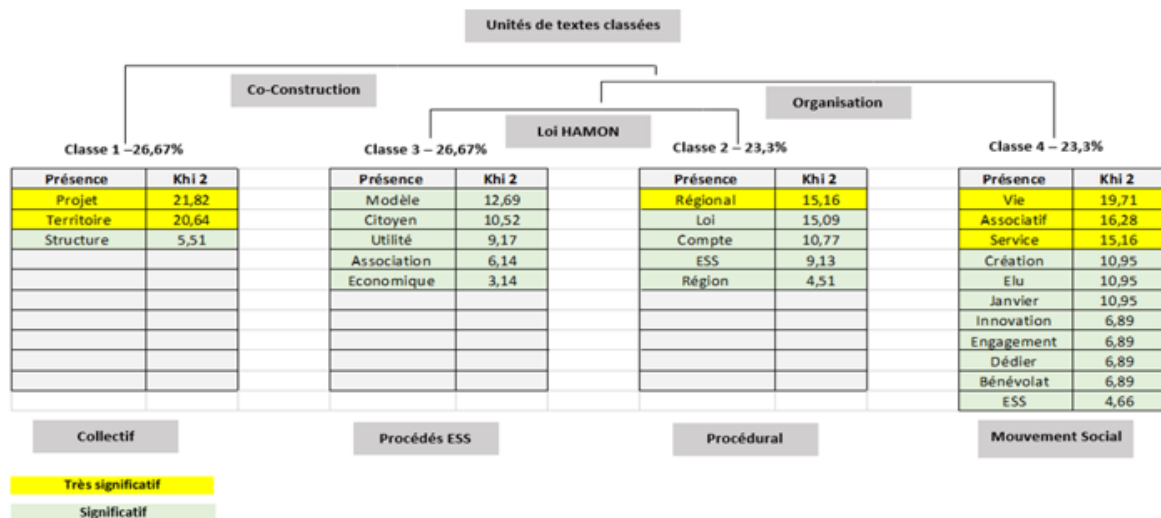 Unités de textes classées
Co-Construction
Organisation
Loi HAMON
Classe 1 –26,67%
Présence Khi 2
Projet 21,82
Territoire 20,64
Structure 5,51
Collectif
Classe 3 – 26,67%
Présence Khi 2
Modèle 12,69
Citoyen 10,52
Utilité 9,17
Association 6,14
Economique 3,14
Procédés ESS
Classe 2 – 23,3%
Présence Khi 2
Régional 15,16
Loi 15,09
Compte 10,77
ESS 9,13
Région 4,51
Procédural
Classe 4 – 23,3%
Présence Khi 2
Vie 19,71
Associatif 16,28
Service 15,16
Création 10,95
Elu 10,95
Janvier 10,95
Innovation 6,89
Engagement 6,89
Dédier 6,89
Bénévolat 6,89
ESS 4,66
Mouvement Social
Très significatif
Significatif